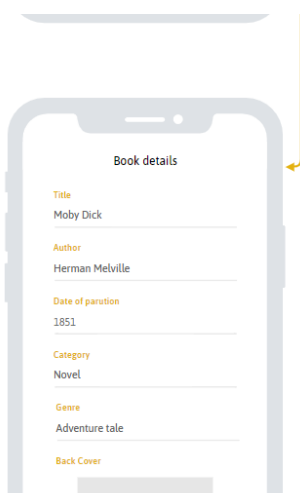 Book details
Title
Moby Dick
Author
Herman Melville
Date of parution
1851
Category
Novel
Genre
Adventure tale
Back Cover